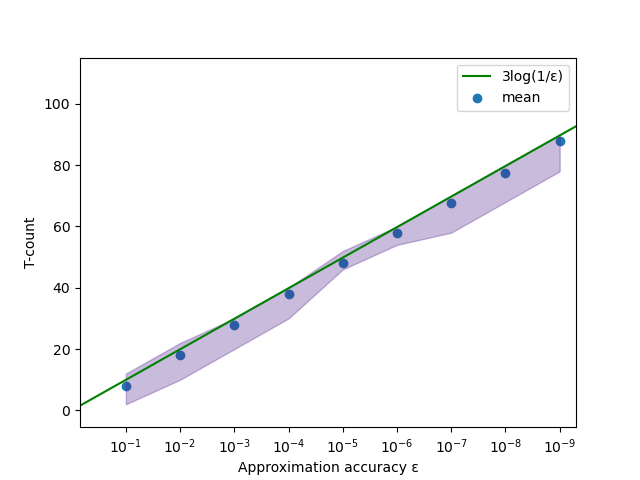 3log(1/ε)
mean
T-count
100
80
60
40
20
0
10⁻¹ 10⁻² 10⁻³ 10⁻⁴ 10⁻⁵ 10⁻⁶ 10⁻⁷ 10⁻⁸ 10⁻⁹
Approximation accuracy ε